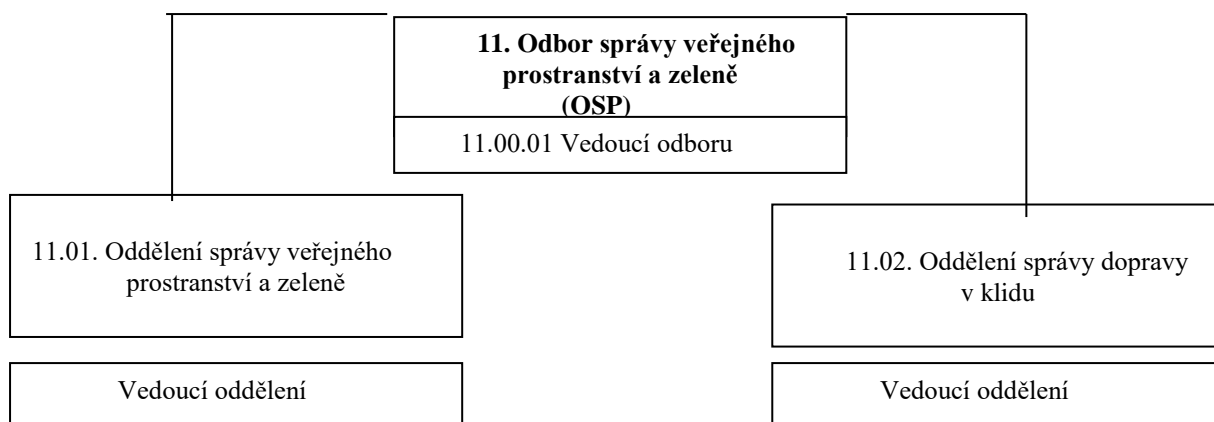 11. Odbor správy veřejného
prostranství a zeleně
(OSP)
11.00.01 Vedoucí odboru
11.01. Oddělení správy veřejného
prostranství a zeleně
Vedoucí oddělení
11.02. Oddělení správy dopravy
v klidu
Vedoucí oddělení